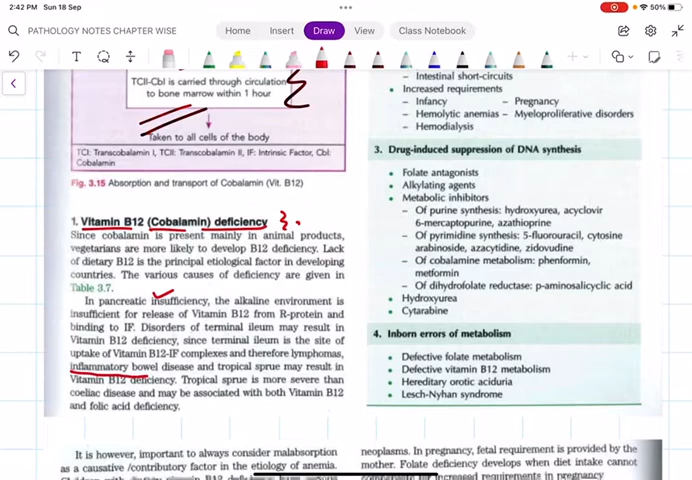 2:42 PM Sun 18 Sep
50%
PATHOLOGY NOTES CHAPTER WISE
Home Insert Draw View Class Notebook
TCII-Cbl is carried through circulation
to bone marrow within 1 hour
Taken to all cells of the body
TCI: Transcobalamin I, TCII: Transcobalamin II, IF: Intrinsic Factor, Cbl:
Cobalamin
Fig. 3.15 Absorption and transport of Cobalamin (Vit. B12)
1. Vitamin B12 (Cobalamin) deficiency
Since cobalamin is present mainly in animal products,
vegetarians are more likely to develop B12 deficiency. Lack
of dietary B12 is the principal etiological factor in developing
countries. The various causes of deficiency are given in
Table 3.7.
In pancreatic insufficiency, the alkaline environment is
insufficient for release of Vitamin B12 from R-protein and
binding to IF. Disorders of terminal ileum may result in
Vitamin B12 deficiency, since terminal ileum is the site of
uptake of Vitamin B12-IF complexes and therefore lymphomas,
inflammatory bowel disease and tropical sprue may result in
Vitamin B12 deficiency. Tropical sprue is more severe than
coeliac disease and may be associated with both Vitamin B12
and folic acid deficiency.
It is however, important to always consider malabsorption
as a causative /contributory factor in the etiology of anemia.
– Intestinal short-circuits
• Increased requirements
– Infancy – Pregnancy
– Hemolytic anemias – Myeloproliferative disorders
– Hemodialysis
3. Drug-induced suppression of DNA synthesis
• Folate antagonists
• Alkylating agents
• Metabolic inhibitors
– Of purine synthesis: hydroxyurea, acyclovir
6-mercaptopurine, azathioprine
– Of pyrimidine synthesis: 5-flourouracil, cytosine
arabinoside, azacytidine, zidovudine
– Of cobalamine metabolism: phenformin,
metformin
– Of dihydrofolate reductase: p-aminosalicyclic acid
• Hydroxyurea
• Cytarabine
4. Inborn errors of metabolism
• Defective folate metabolism
• Defective vitamin B12 metabolism
• Hereditary orotic aciduria
• Lesch-Nyhan syndrome
neoplasms. In pregnancy, fetal requirement is provided by the
mother. Folate deficiency develops when diet intake cannot